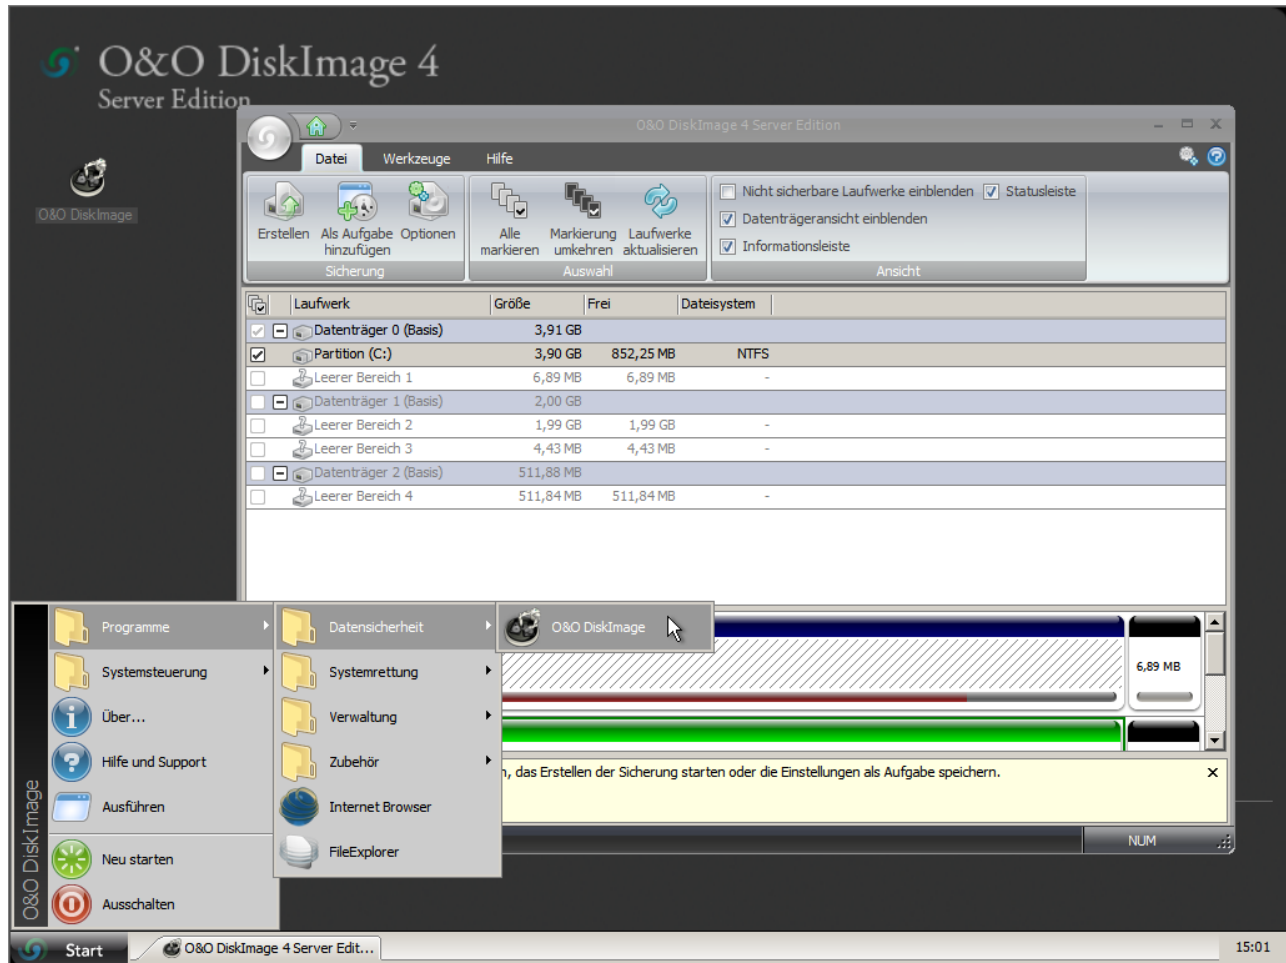 O&O DiskImage 4
Server Edition
O&O DiskImage
O&O DiskImage 4 Server Edition
Datei Werkzeuge Hilfe
Erstellen Als Aufgabe hinzufügen Optionen
Sicherung
Alle markieren Markierung umkehren Laufwerke aktualisieren
Auswahl
Nicht sicherbare Laufwerke einblenden Statusleiste
Datenträgeransicht einblenden
Informationsleiste
Ansicht
Laufwerk Größe Frei Dateisystem
Datenträger 0 (Basis) 3,91 GB
Partition (C:) 3,90 GB 852,25 MB NTFS
Leerer Bereich 1 6,89 MB 6,89 MB -
Datenträger 1 (Basis) 2,00 GB
Leerer Bereich 2 1,99 GB 1,99 GB -
Leerer Bereich 3 4,43 MB 4,43 MB -
Datenträger 2 (Basis) 511,88 MB
Leerer Bereich 4 511,84 MB 511,84 MB -
Programme
Systemsteuerung
Über...
Hilfe und Support
Ausführen
Neu starten
Ausschalten
O&O DiskImage
Datensicherheit
Systemrettung
Verwaltung
Zubehör
Internet Browser
FileExplorer
O&O DiskImage
6,89 MB
, das Erstellen der Sicherung starten oder die Einstellungen als Aufgabe speichern.
NUM
Start
O&O DiskImage 4 Server Edit...
15:01